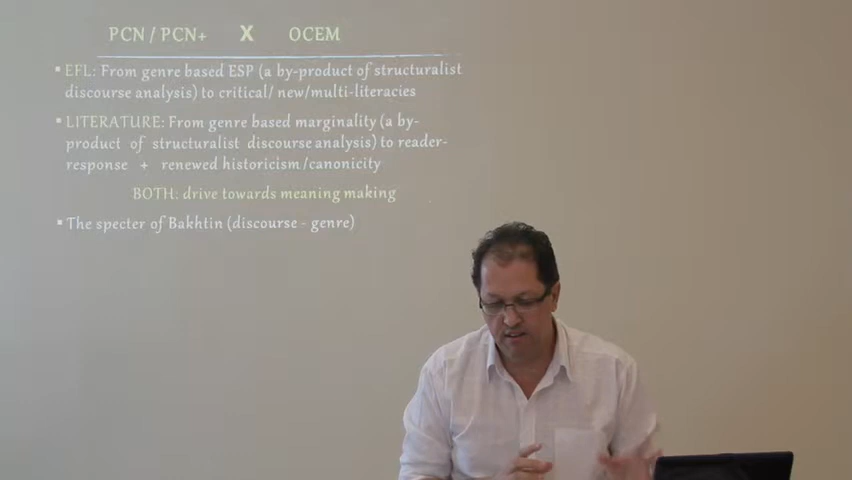 PCN / PCN+ X OCEM
▪ EFL: From genre based ESP (a by-product of structuralist
discourse analysis) to critical/ new/multi-literacies
▪ LITERATURE: From genre based marginality (a by-
product of structuralist discourse analysis) to reader-
response + renewed historicism/canonicity
BOTH: drive towards meaning making
▪ The specter of Bakhtin (discourse - genre)